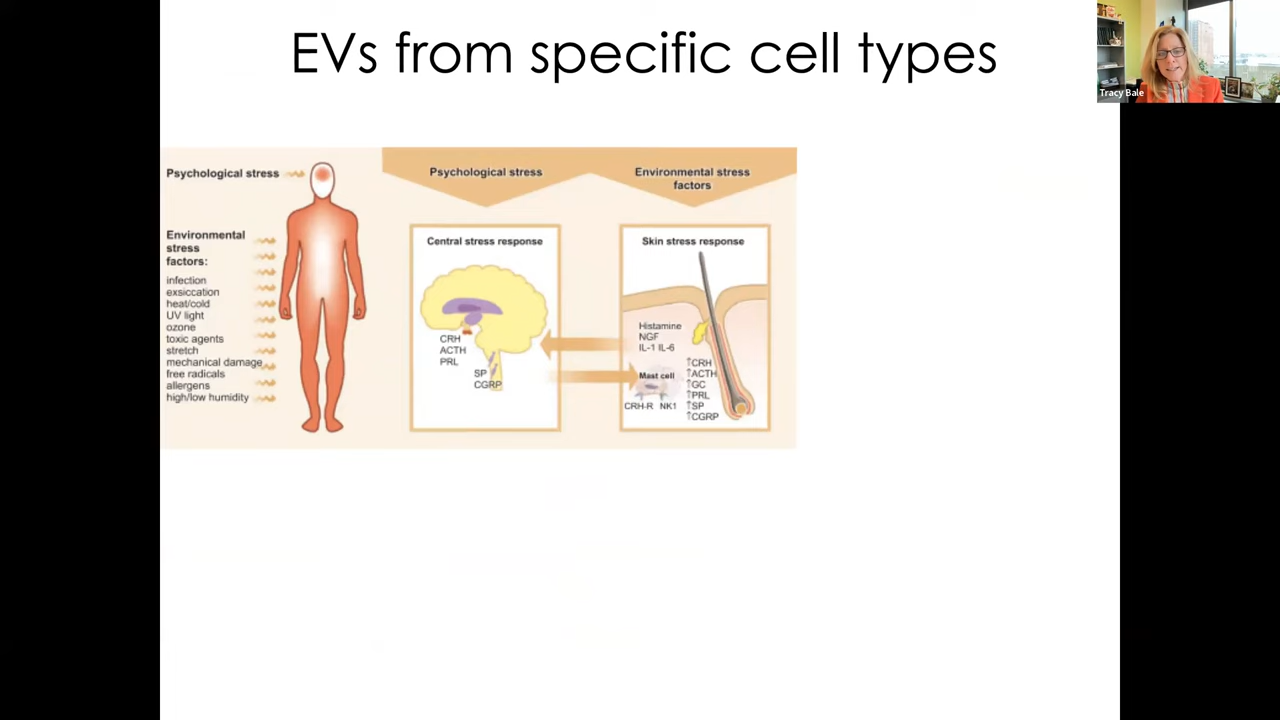 EVs from specific cell types
Tracy Bale
Psychological stress
Environmental
stress
factors:
infection
exsiccation
heat/cold
UV light
ozone
toxic agents
stretch
mechanical damage
free radicals
allergens
high/low humidity
Psychological stress
Central stress response
CRH
ACTH
PRL
SP
CGRP
Environmental stress
factors
Skin stress response
Histamine
NGF
IL-1 IL-6
Mast cell
CRH-R NK1
↑CRH
↑ACTH
↑GC
↑PRL
↑SP
↑CGRP